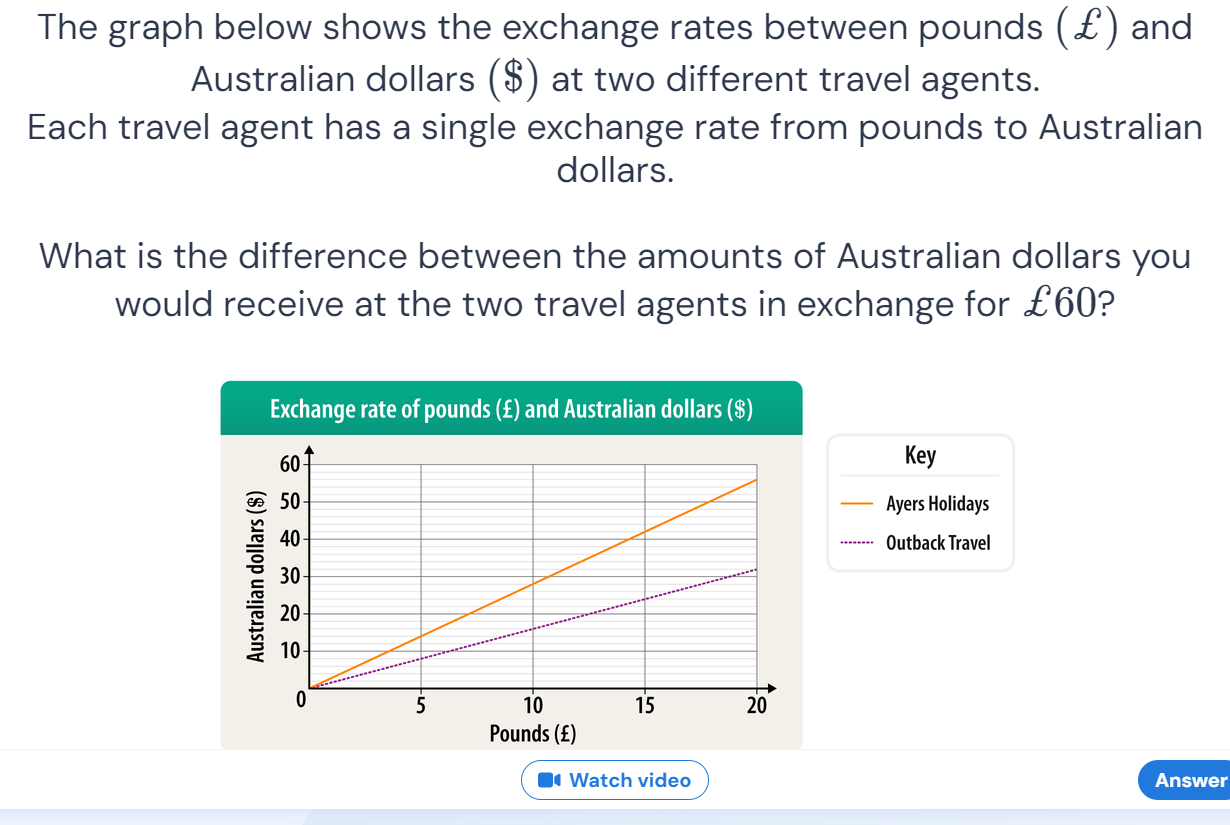 The graph below shows the exchange rates between pounds (£) and
Australian dollars ($) at two different travel agents.
Each travel agent has a single exchange rate from pounds to Australian
dollars.
What is the difference between the amounts of Australian dollars you
would receive at the two travel agents in exchange for £60?
Exchange rate of pounds (£) and Australian dollars ($)
Australian dollars ($)
60
50
40
30
20
10
0
5 10 15 20
Pounds (£)
Key
Ayers Holidays
Outback Travel
Watch video
Answer